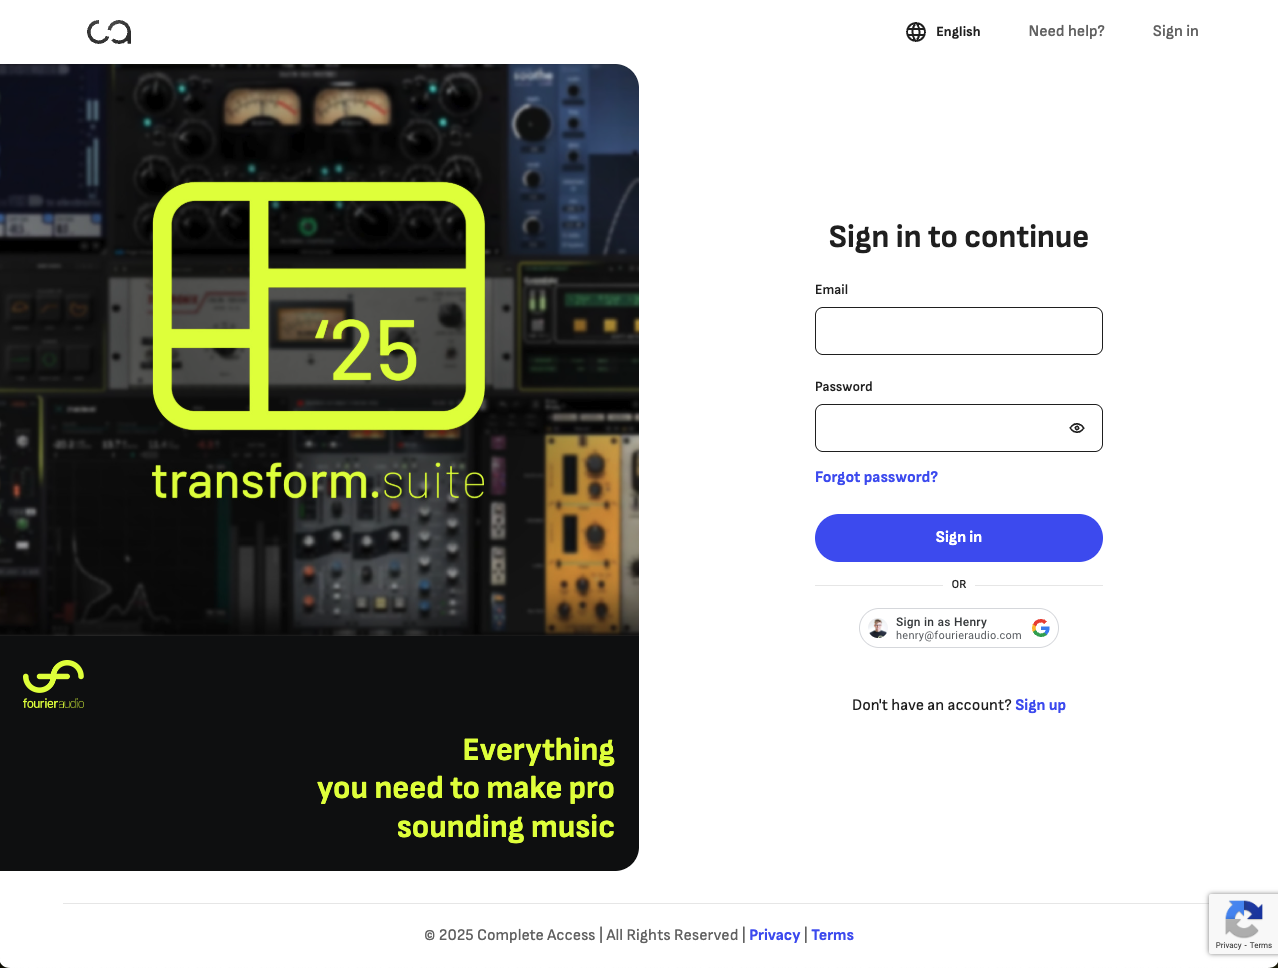 ca
English
Need help?
Sign in
soothe
'25
transform.suite
fourieraudio
Everything
you need to make pro
sounding music
Sign in to continue
Email
Password
Forgot password?
Sign in
OR
Sign in as Henry
henry@fourieraudio.com
Don't have an account? Sign up
© 2025 Complete Access | All Rights Reserved | Privacy | Terms
Privacy - Terms